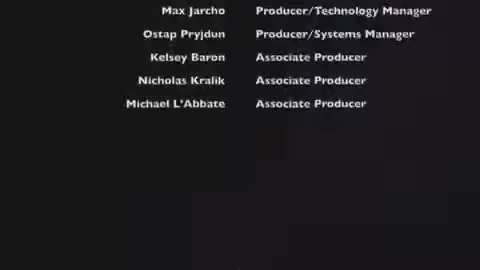 Max Jarcho Producer/Technology Manager
Ostap Pryjdun Producer/Systems Manager
Kelsey Baron Associate Producer
Nicholas Kralik Associate Producer
Michael L'Abbate Associate Producer